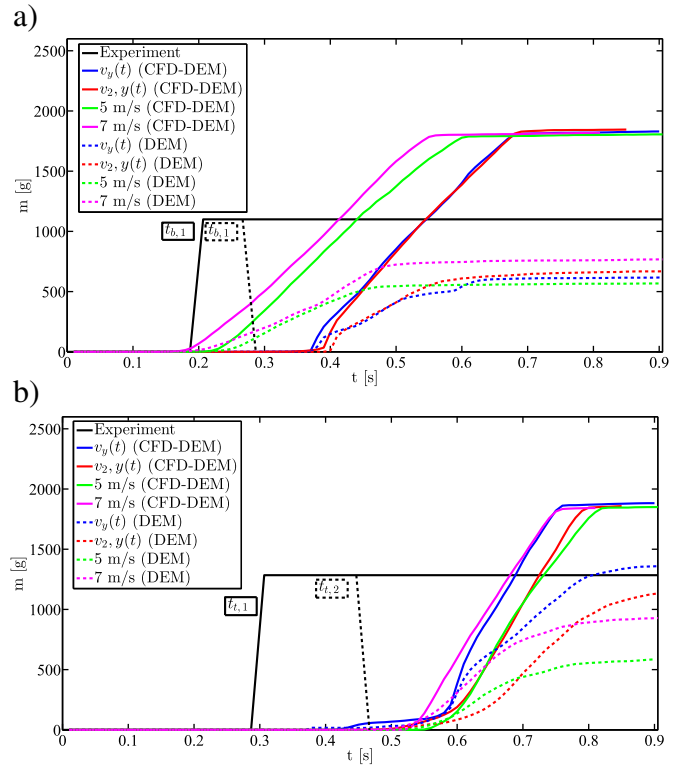 a)
2500
2000
1500
1000
500
0
m [g]
Experiment
v_y(t) (CFD-DEM)
v_2, y(t) (CFD-DEM)
5 m/s (CFD-DEM)
7 m/s (CFD-DEM)
v_y(t) (DEM)
v_2, y(t) (DEM)
5 m/s (DEM)
7 m/s (DEM)
t_{b,1}
t_{b,1}
0 0.1 0.2 0.3 0.4 0.5 0.6 0.7 0.8 0.9
t [s]
b)
2500
2000
1500
1000
500
0
m [g]
Experiment
v_y(t) (CFD-DEM)
v_2, y(t) (CFD-DEM)
5 m/s (CFD-DEM)
7 m/s (CFD-DEM)
v_y(t) (DEM)
v_2, y(t) (DEM)
5 m/s (DEM)
7 m/s (DEM)
t_{t,1}
t_{t,2}
0 0.1 0.2 0.3 0.4 0.5 0.6 0.7 0.8 0.9
t [s]